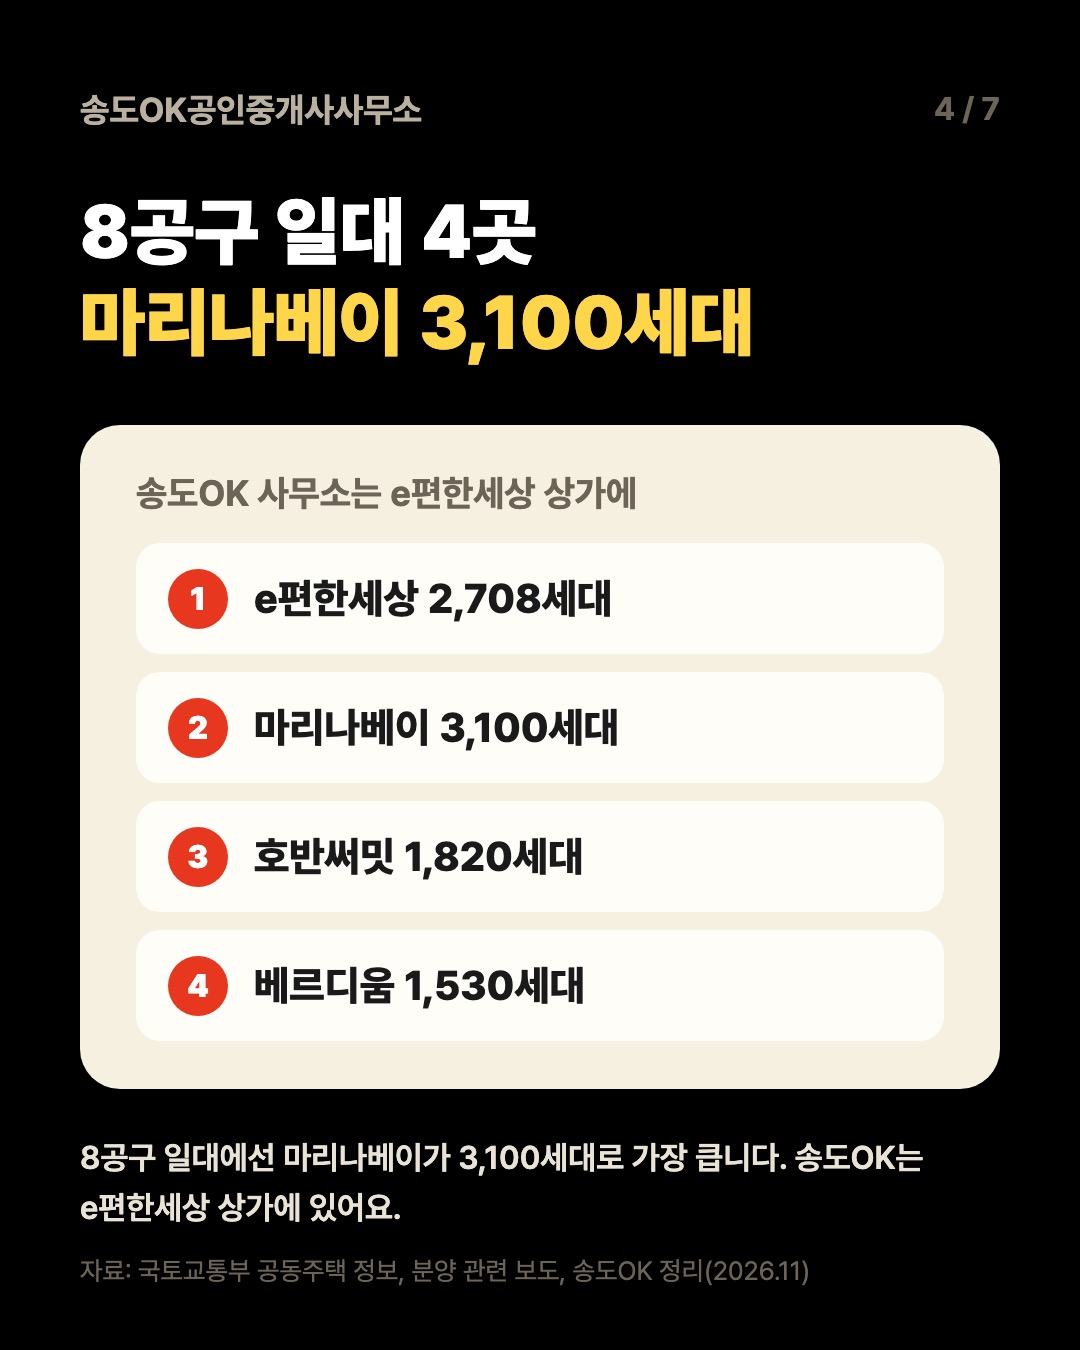 송도OK공인중개사사무소
4 / 7
8공구 일대 4곳
마리나베이 3,100세대
송도OK 사무소는 e편한세상 상가에
1 e편한세상 2,708세대
2 마리나베이 3,100세대
3 호반써밋 1,820세대
4 베르디움 1,530세대
8공구 일대에선 마리나베이가 3,100세대로 가장 큽니다. 송도OK는
e편한세상 상가에 있어요.
자료: 국토교통부 공동주택 정보, 분양 관련 보도, 송도OK 정리(2026.11)